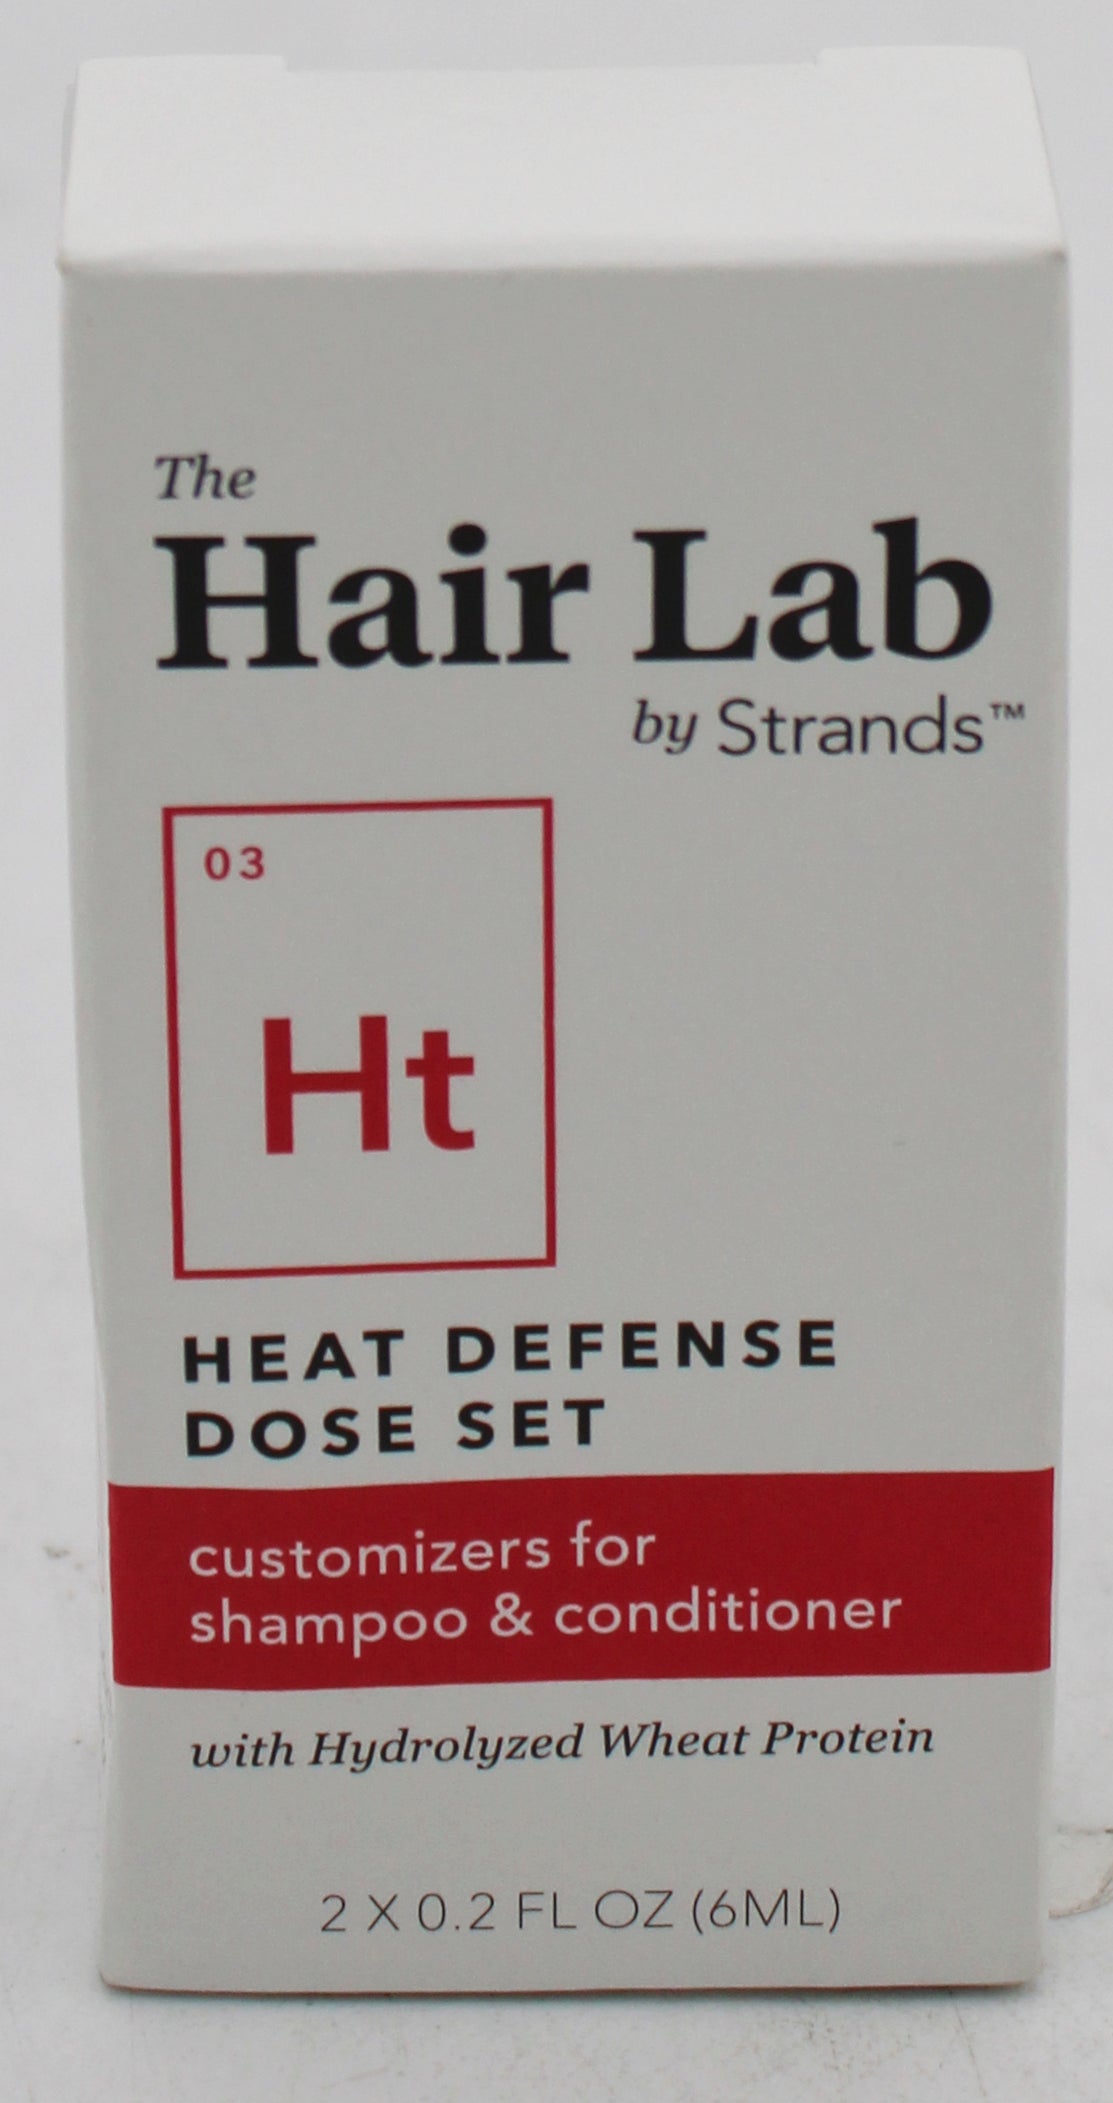 The
Hair Lab
by Strands™
03
Ht
HEAT DEFENSE
DOSE SET
customizers for
shampoo & conditioner
with Hydrolyzed Wheat Protein
2 X 0.2 FL OZ (6ML)